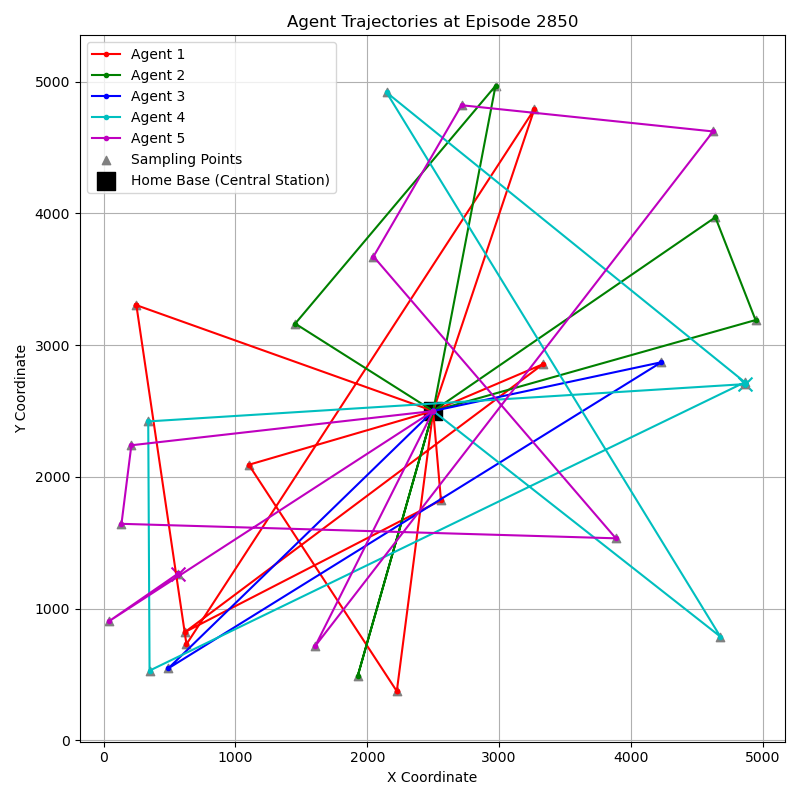 Agent Trajectories at Episode 2850
Agent 1
Agent 2
Agent 3
Agent 4
Agent 5
Sampling Points
Home Base (Central Station)
Y Coordinate
5000
4000
3000
2000
1000
0
0 1000 2000 3000 4000 5000
X Coordinate